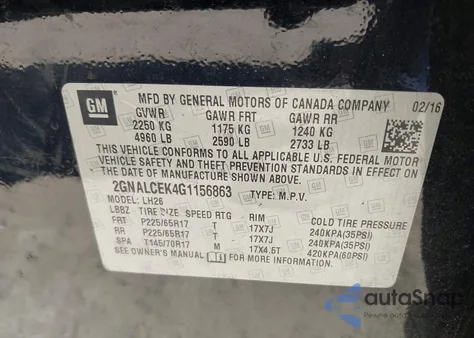 GM
MFD BY GENERAL MOTORS OF CANADA COMPANY 02/16
GVWR GAWR FRT GAWR RR
2250 KG 1175 KG 1240 KG
4960 LB 2590 LB 2733 LB
THIS VEHICLE CONFORMS TO ALL APPLICABLE U.S. FEDERAL MOTOR
VEHICLE SAFETY, BUMPER, AND THEFT PREVENTION STANDARDS IN EFFECT ON
THE DATE OF MANUFACTURE SHOWN ABOVE.
2GNALCEK4G1156863 TYPE: M.P.V.
MODEL: LH26
LBBZ TIRE SIZE SPEED RTG RIM COLD TIRE PRESSURE
FRT P225/65R17 T 17X7J 240KPA(35PSI)
RR P225/65R17 T 17X7J 240KPA(35PSI)
SPA T145/70R17 M 17X4.5T 420KPA(60PSI)
SEE OWNER'S MANUAL FOR MORE INFORMATION.
autoSnap